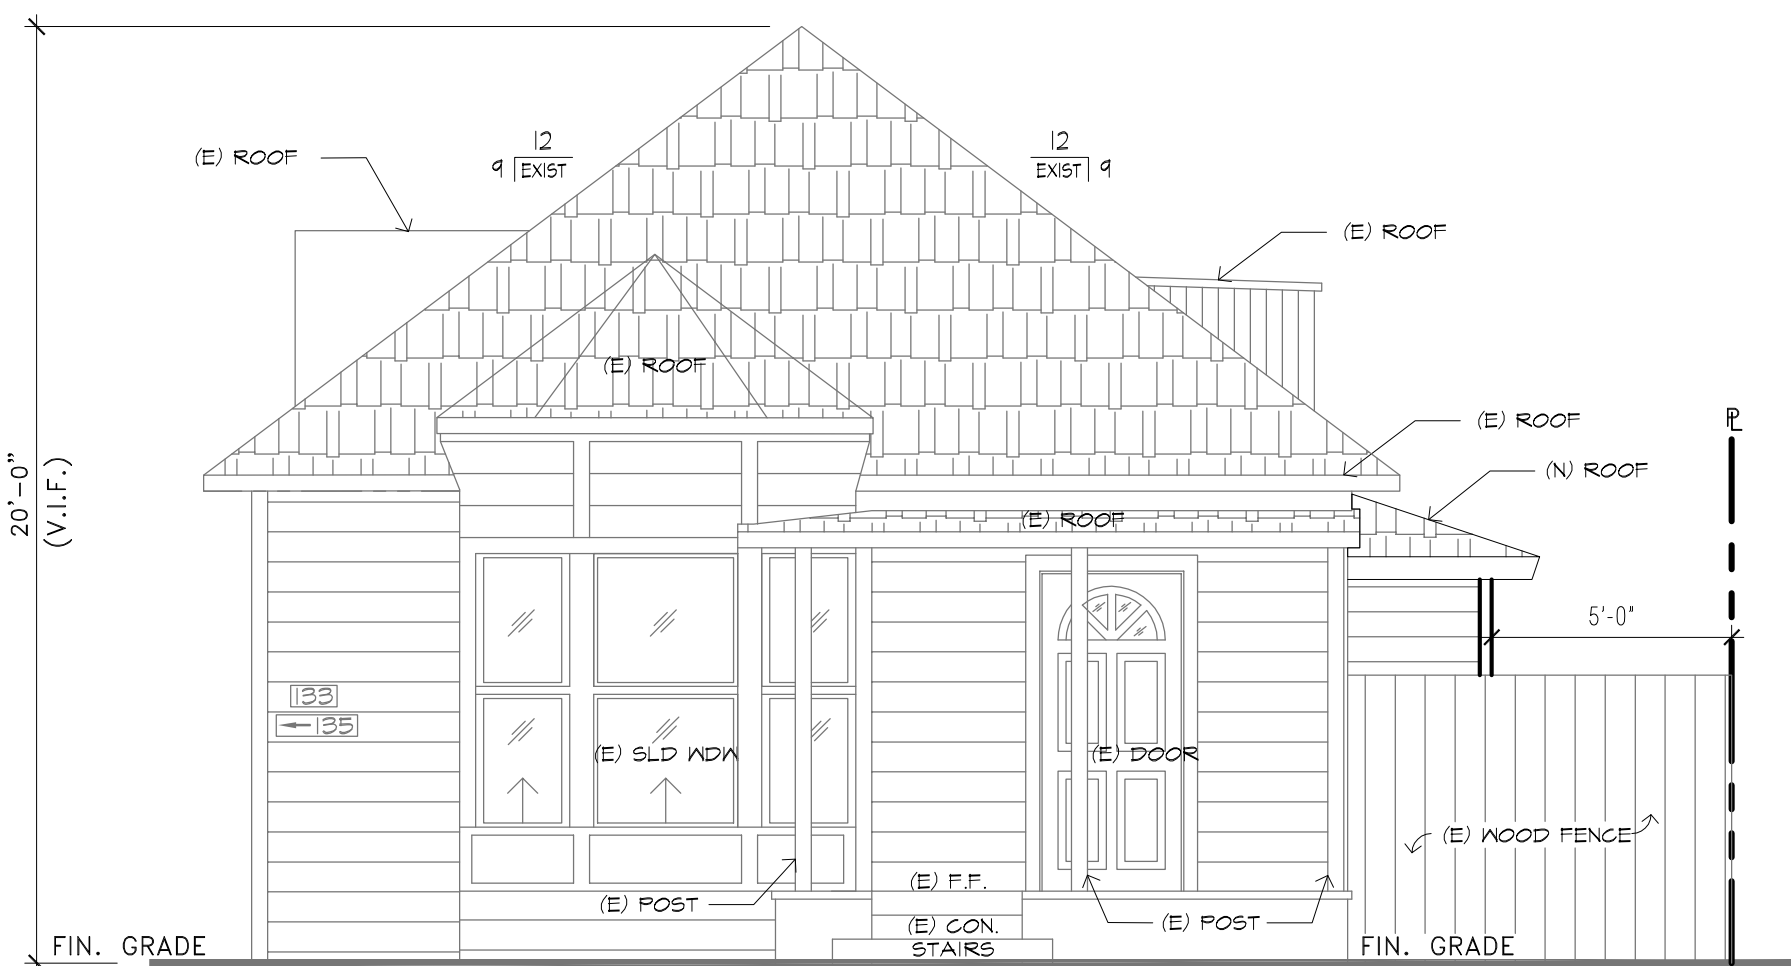 12
9 EXIST
12
EXIST 9
(E) ROOF
(E) ROOF
(E) ROOF
(E) ROOF
PL
(N) ROOF
20'-0"
(V.I.F.)
(E) ROOF
5'-0"
133
← 135
(E) SLD WDW
(E) DOOR
(E) WOOD FENCE
(E) F.F.
(E) POST
(E) CON.
STAIRS
(E) POST
FIN. GRADE
FIN. GRADE